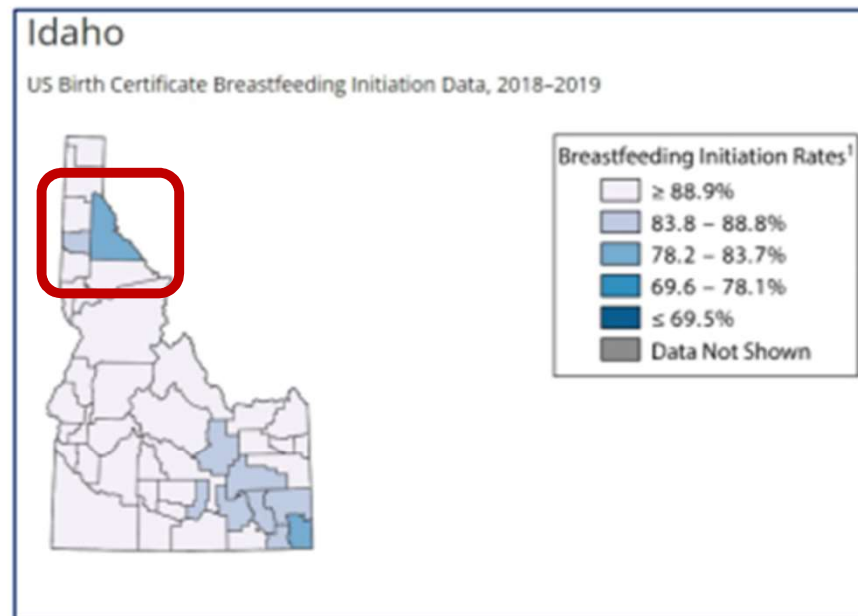 Idaho
US Birth Certificate Breastfeeding Initiation Data, 2018–2019
Breastfeeding Initiation Rates¹
≥ 88.9%
83.8 – 88.8%
78.2 – 83.7%
69.6 – 78.1%
≤ 69.5%
Data Not Shown